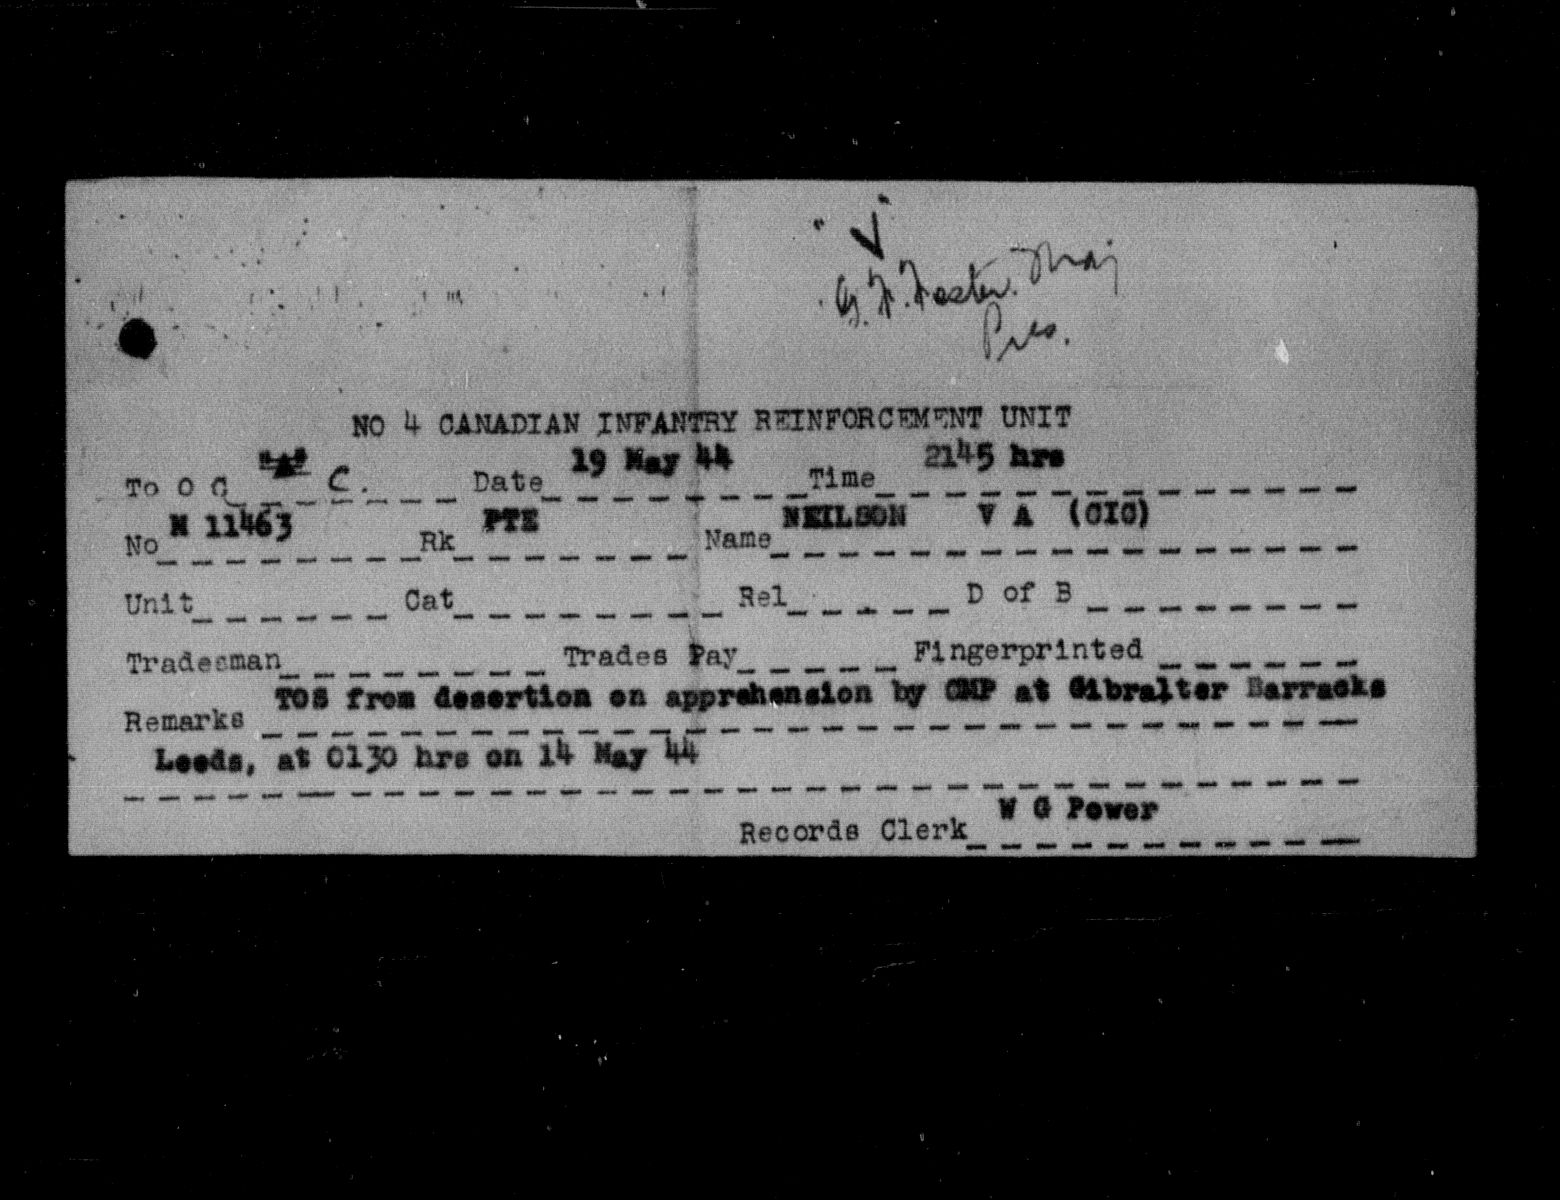 "V"
G. F. Foster. Maj
Pres.
NO 4 CANADIAN INFANTRY REINFORCEMENT UNIT
To O C "A" C. Date 19 May 44 Time 2145 hrs
No M 11463 Rk PTE Name NEILSON V A (CIC)
Unit Cat Rel D of B
Tradesman Trades Pay Fingerprinted
Remarks TOS from desertion on apprehension by CMP at Gibralter Barracks
Leeds, at 0130 hrs on 14 May 44
Records Clerk W G Power